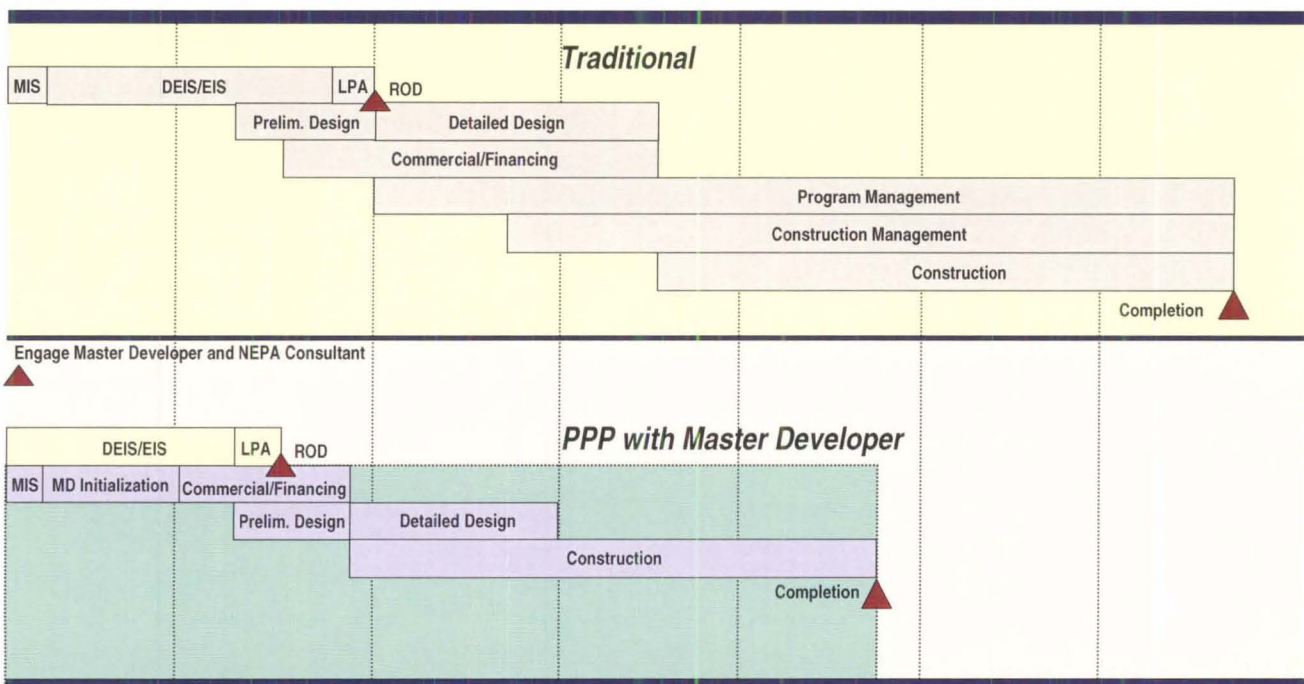 Traditional
MIS
DEIS/EIS
LPA
ROD
Prelim. Design
Detailed Design
Commercial/Financing
Program Management
Construction Management
Construction
Completion
Engage Master Developer and NEPA Consultant
PPP with Master Developer
DEIS/EIS
LPA
ROD
MIS
MD Initialization
Commercial/Financing
Prelim. Design
Detailed Design
Construction
Completion